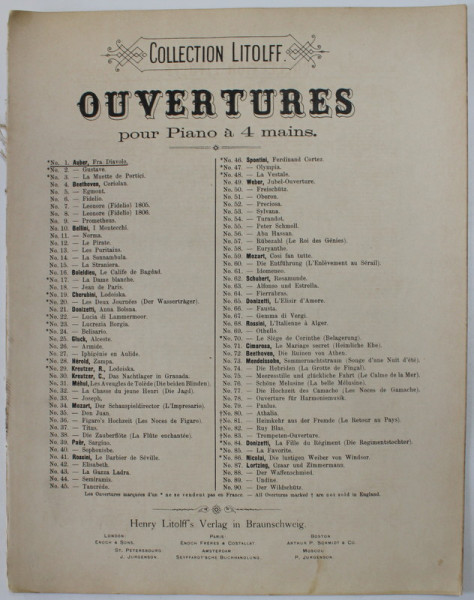 COLLECTION LITOLFF.
OUVERTURES
pour Piano à 4 mains.
*No. 1. Auber, Fra Diavolo.
*No. 2. — Gustave.
*No. 3. — La Muette de Portici.
No. 4. Beethoven, Coriolan.
No. 5. — Egmont.
No. 6. — Fidelio.
No. 7. — Leonore (Fidelio) 1805.
No. 8. — Leonore (Fidelio) 1806.
No. 9. — Prometheus.
No. 10. Bellini, I Montecchi.
No. 11. — Norma.
No. 12. — Le Pirate.
No. 13. — Les Puritains.
No. 14. — La Sonnambula.
No. 15. — La Straniera.
No. 16. Boieldieu, Le Calife de Bagdad.
*No. 17. — La Dame blanche.
No. 18. — Jean de Paris.
*No. 19. Cherubini, Lodoiska.
*No. 20. — Les Deux Journées (Der Wasserträger).
No. 21. Donizetti, Anna Bolena.
*No. 22. — Lucia di Lammermoor.
*No. 23. — Lucrezia Borgia.
*No. 24. — Belisario.
No. 25. Gluck, Alceste.
No. 26. — Armide.
No. 27. — Iphigénie en Aulide.
*No. 28. Hérold, Zampa.
*No. 29. Kreutzer, R., Lodoiska.
No. 30. Kreutzer, C., Das Nachtlager in Granada.
No. 31. Méhul, Les Aveugles de Tolède (Die beiden Blinden).
No. 32. — La Chasse du jeune Henri (Die Jagd).
No. 33. — Joseph.
No. 34. Mozart, Der Schauspieldirector (L'Impresario).
No. 35. — Don Juan.
No. 36. — Figaro's Hochzeit (Les Noces de Figaro).
No. 37. — Titus.
No. 38. — Die Zauberflöte (La Flûte enchantée).
No. 39. Paër, Sargino.
No. 40. — Sophonisbe.
No. 41. Rossini, Le Barbier de Séville.
No. 42. — Elisabeth.
No. 43. — La Gazza Ladra.
No. 44. — Semiramis.
No. 45. — Tancrède.
*No. 46. Spontini, Ferdinand Cortez.
*No. 47. — Olympia.
*No. 48. — La Vestale.
No. 49. Weber, Jubel-Ouverture.
No. 50. — Freischütz.
No. 51. — Oberon.
No. 52. — Preciosa.
No. 53. — Sylvana.
No. 54. — Turandot.
No. 55. — Peter Schmoll.
No. 56. — Abu Hassan.
No. 57. — Rübezahl (Le Roi des Génies)
No. 58. — Euryanthe.
No. 59. Mozart, Cosi fan tutte.
No. 60. — Die Entführung (L'Enlèvement au Sérail).
No. 61. — Idomeneo.
No. 62. Schubert, Rosamunde.
No. 63. — Alfonso und Estrella.
No. 64. — Fierrabras.
No. 65. Donizetti, L'Elisir d'Amore.
No. 66. — Fausta.
No. 67. — Gemma di Vergi.
No. 68. Rossini, L'Italienne à Alger.
No. 69. — Othello.
*No. 70. — Le Siège de Corinthe (Belagerung).
No. 71. Cimarosa, Le Mariage secret (Heimliche Ehe).
No. 72. Beethoven, Die Ruinen von Athen.
No. 73. Mendelssohn, Sommernachtstraum (Songe d'une Nuit d'été).
No. 74. — Die Hebriden (La Grotte de Fingal).
No. 75. — Meeresstille und glückliche Fahrt (Le Calme de la Mer).
No. 76. — Schöne Melusine (La belle Mélusine).
No. 77. — Die Hochzeit des Camacho (Les Noces de Gamache).
No. 78. — Ouverture für Harmoniemusik.
No. 79. — Paulus.
†No. 80. — Athalia.
†No. 81. — Heimkehr aus der Fremde (Le Retour au Pays).
†No. 82. — Ruy Blas.
†No. 83. — Trompeten-Ouverture.
*No. 84. Donizetti, La Fille du Régiment (Die Regimentstochter).
*No. 85. — La Favorite.
*No. 86. Nicolai, Die lustigen Weiber von Windsor.
No. 87. Lortzing, Czaar und Zimmermann.
No. 88. — Der Waffenschmied.
No. 89. — Undine.
No. 90. — Der Wildschütz.
Les Ouvertures marquées d'un * ne se vendent pas en France. — All Overtures marked † are not sold in England.
Henry Litolff's Verlag in Braunschweig.
LONDON:
ENOCH & SONS.
PARIS:
ENOCH FRÈRES & COSTALLAT.
BOSTON:
ARTHUR P. SCHMIDT & CO.
ST. PETERSBOURG:
J. JURGENSON.
AMSTERDAM:
SEYFFARDT'SCHE BUCHHANDLUNG.
MOSCOU:
P. JURGENSON.